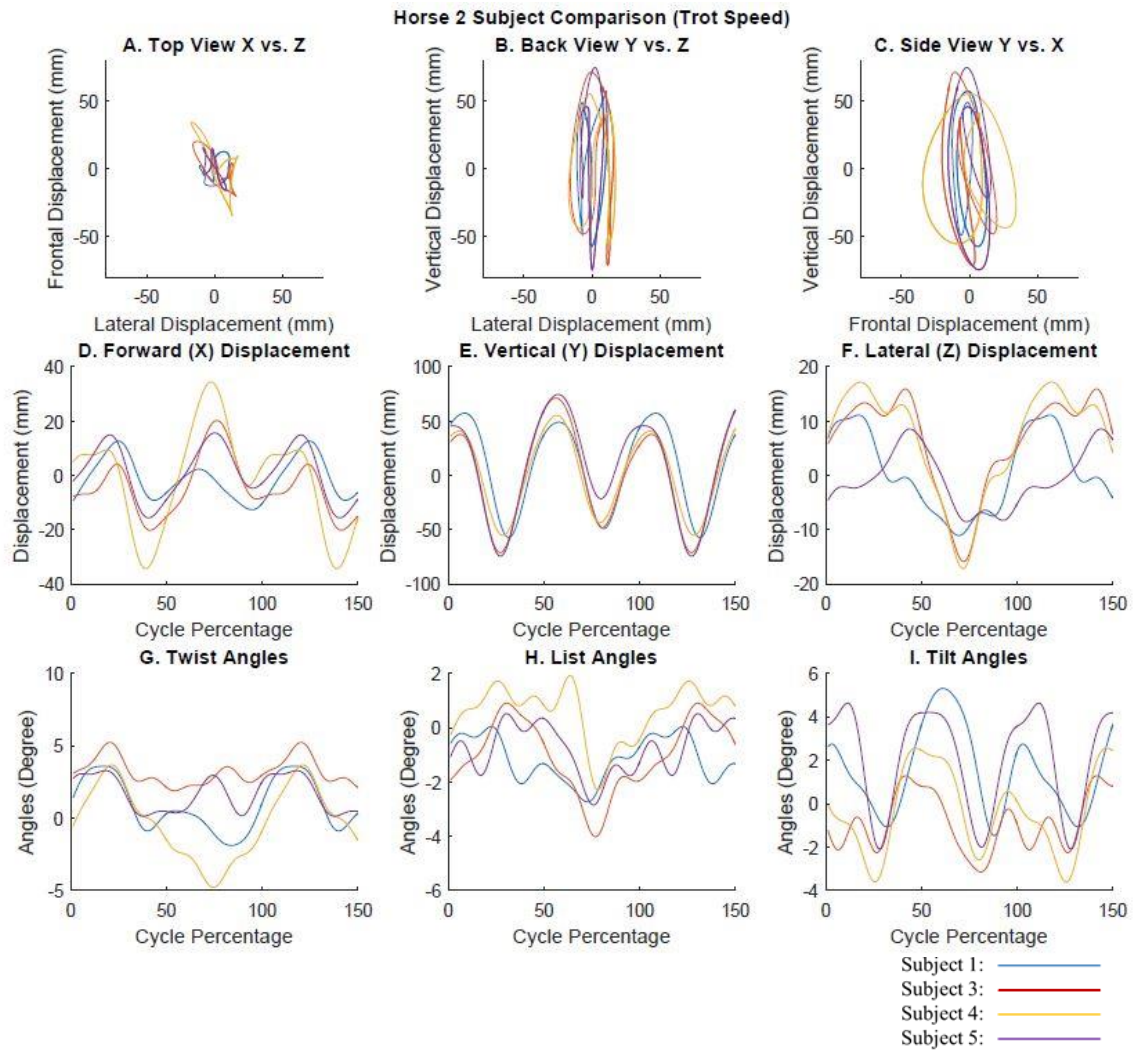 Horse 2 Subject Comparison (Trot Speed)
A. Top View X vs. Z
B. Back View Y vs. Z
C. Side View Y vs. X
Frontal Displacement (mm)
50
0
-50
-50 0 50
Lateral Displacement (mm)
Vertical Displacement (mm)
50
0
-50
-50 0 50
Lateral Displacement (mm)
Vertical Displacement (mm)
50
0
-50
-50 0 50
Frontal Displacement (mm)
D. Forward (X) Displacement
E. Vertical (Y) Displacement
F. Lateral (Z) Displacement
Displacement (mm)
40
20
0
-20
-40
0 50 100 150
Cycle Percentage
Displacement (mm)
100
50
0
-50
-100
0 50 100 150
Cycle Percentage
Displacement (mm)
20
10
0
-10
-20
0 50 100 150
Cycle Percentage
G. Twist Angles
H. List Angles
I. Tilt Angles
Angles (Degree)
10
5
0
-5
0 50 100 150
Cycle Percentage
Angles (Degree)
2
0
-2
-4
-6
0 50 100 150
Cycle Percentage
Angles (Degree)
6
4
2
0
-2
-4
0 50 100 150
Cycle Percentage
Subject 1:
Subject 3:
Subject 4:
Subject 5: